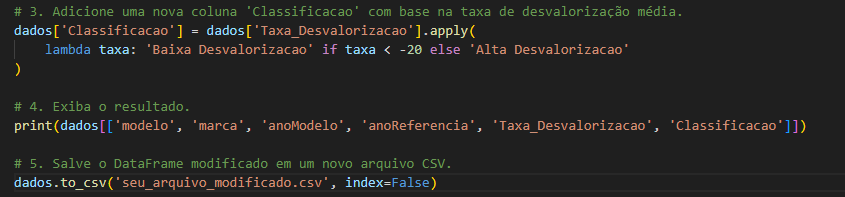 # 3. Adicione uma nova coluna 'Classificacao' com base na taxa de desvalorização média.
dados['Classificacao'] = dados['Taxa_Desvalorizacao'].apply(
    lambda taxa: 'Baixa Desvalorizacao' if taxa < -20 else 'Alta Desvalorizacao'
)
# 4. Exiba o resultado.
print(dados[['modelo', 'marca', 'anoModelo', 'anoReferencia', 'Taxa_Desvalorizacao', 'Classificacao']])
# 5. Salve o DataFrame modificado em um novo arquivo CSV.
dados.to_csv('seu_arquivo_modificado.csv', index=False)